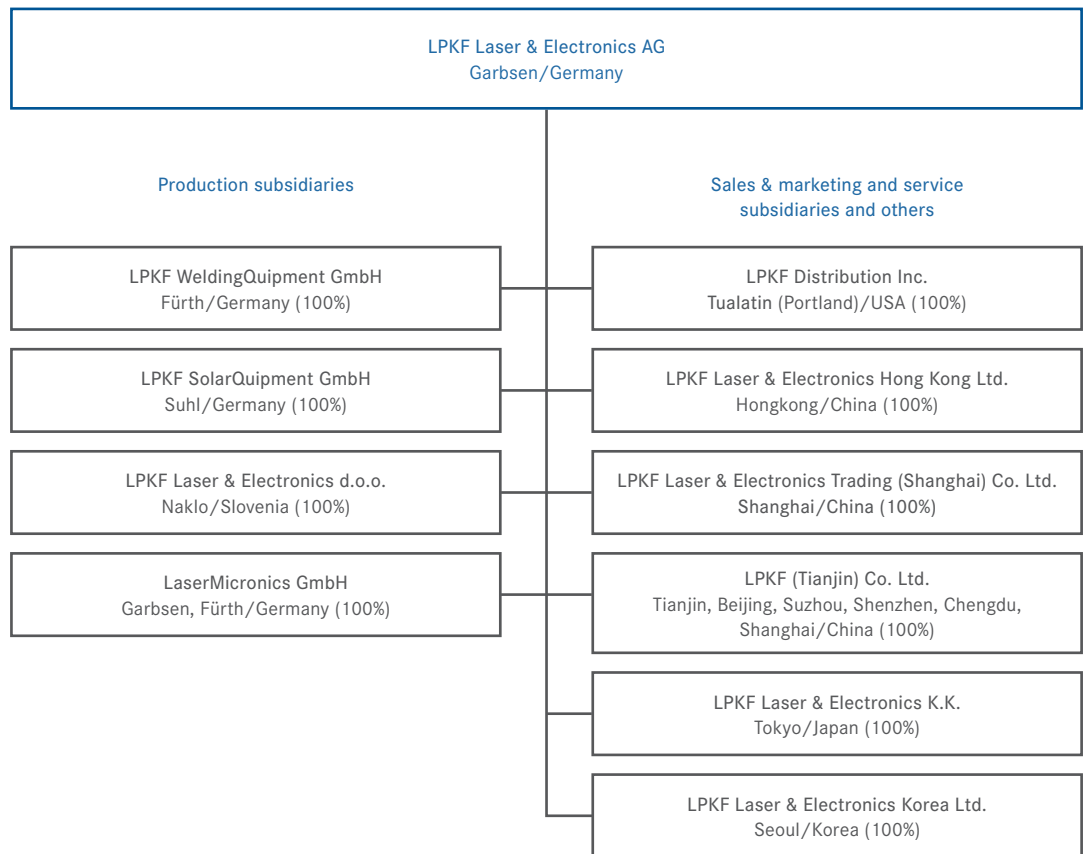 LPKF Laser & Electronics AG
Garbsen/Germany
Production subsidiaries
LPKF WeldingQuipment GmbH
Fürth/Germany (100%)
LPKF SolarQuipment GmbH
Suhl/Germany (100%)
LPKF Laser & Electronics d.o.o.
Naklo/Slovenia (100%)
LaserMicronics GmbH
Garbsen, Fürth/Germany (100%)
Sales & marketing and service
subsidiaries and others
LPKF Distribution Inc.
Tualatin (Portland)/USA (100%)
LPKF Laser & Electronics Hong Kong Ltd.
Hongkong/China (100%)
LPKF Laser & Electronics Trading (Shanghai) Co. Ltd.
Shanghai/China (100%)
LPKF (Tianjin) Co. Ltd.
Tianjin, Beijing, Suzhou, Shenzhen, Chengdu,
Shanghai/China (100%)
LPKF Laser & Electronics K.K.
Tokyo/Japan (100%)
LPKF Laser & Electronics Korea Ltd.
Seoul/Korea (100%)